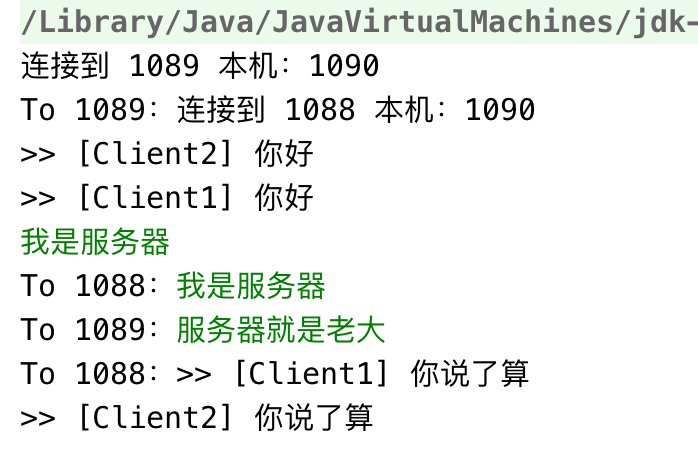 /Library/Java/JavaVirtualMachines/jdk-
连接到 1089 本机：1090
To 1089：连接到 1088 本机：1090
>> [Client2] 你好
>> [Client1] 你好
我是服务器
To 1088：我是服务器
To 1089：服务器就是老大
To 1088：>> [Client1] 你说了算
>> [Client2] 你说了算